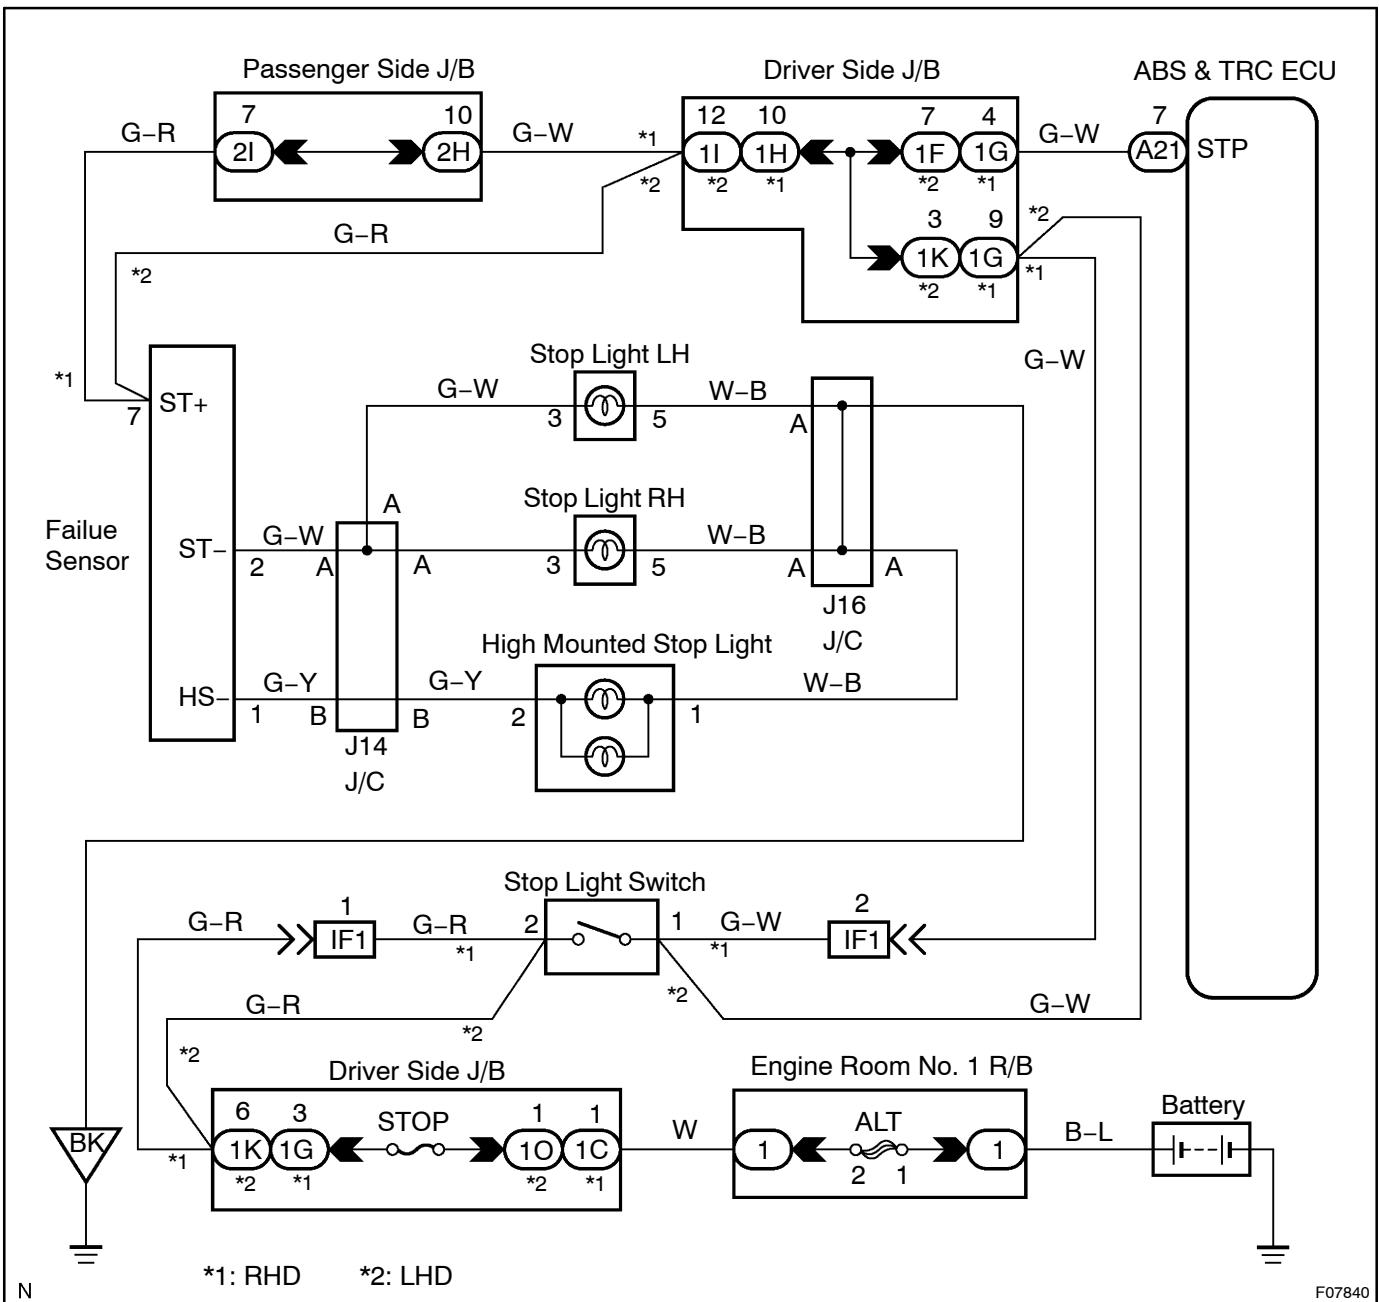 Passenger Side J/B
Driver Side J/B
ABS & TRC ECU
7
10
12
10
7
4
7
G–R
2I
2H
G–W
*1
1I
1H
1F
1G
G–W
A21
STP
*2
*2
*1
*2
*1
G–R
3
9
*2
*2
1K
1G
*1
*2
*1
G–W
Stop Light LH
*1
7
ST+
G–W
3
5
W–B
A
A
Stop Light RH
Failue
Sensor
ST–
2
G–W
A
A
3
5
W–B
A
A
J16
J/C
High Mounted Stop Light
HS–
1
G–Y
B
B
G–Y
2
1
W–B
J14
J/C
Stop Light Switch
G–R
1
IF1
G–R
*1
2
1
G–W
*1
2
IF1
G–R
*2
*2
G–W
*2
Driver Side J/B
Engine Room No. 1 R/B
Battery
BK
*1
6
3
STOP
1
1
W
ALT
B–L
1K
1G
1O
1C
1
2
1
1
*2
*1
*2
*1
*1: RHD
*2: LHD
N
F07840